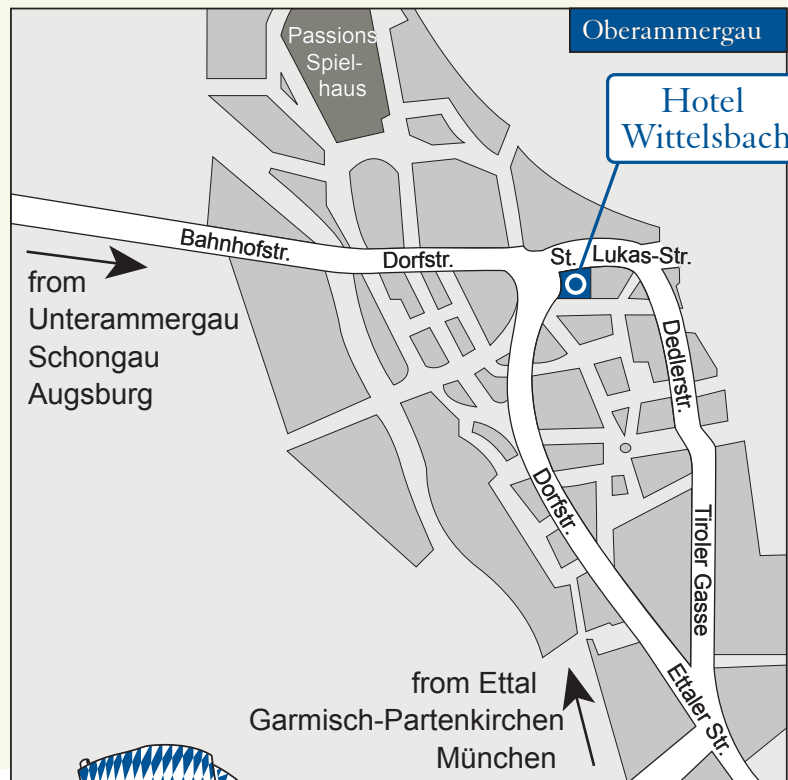 Passions
Spiel-
haus
Oberammergau
Hotel
Wittelsbach
Bahnhofstr.
Dorfstr.
St. Lukas-Str.
from
Unterammergau
Schongau
Augsburg
Dedlerstr.
Dorfstr.
Tiroler Gasse
from Ettal
Garmisch-Partenkirchen
München
Ettaler Str.